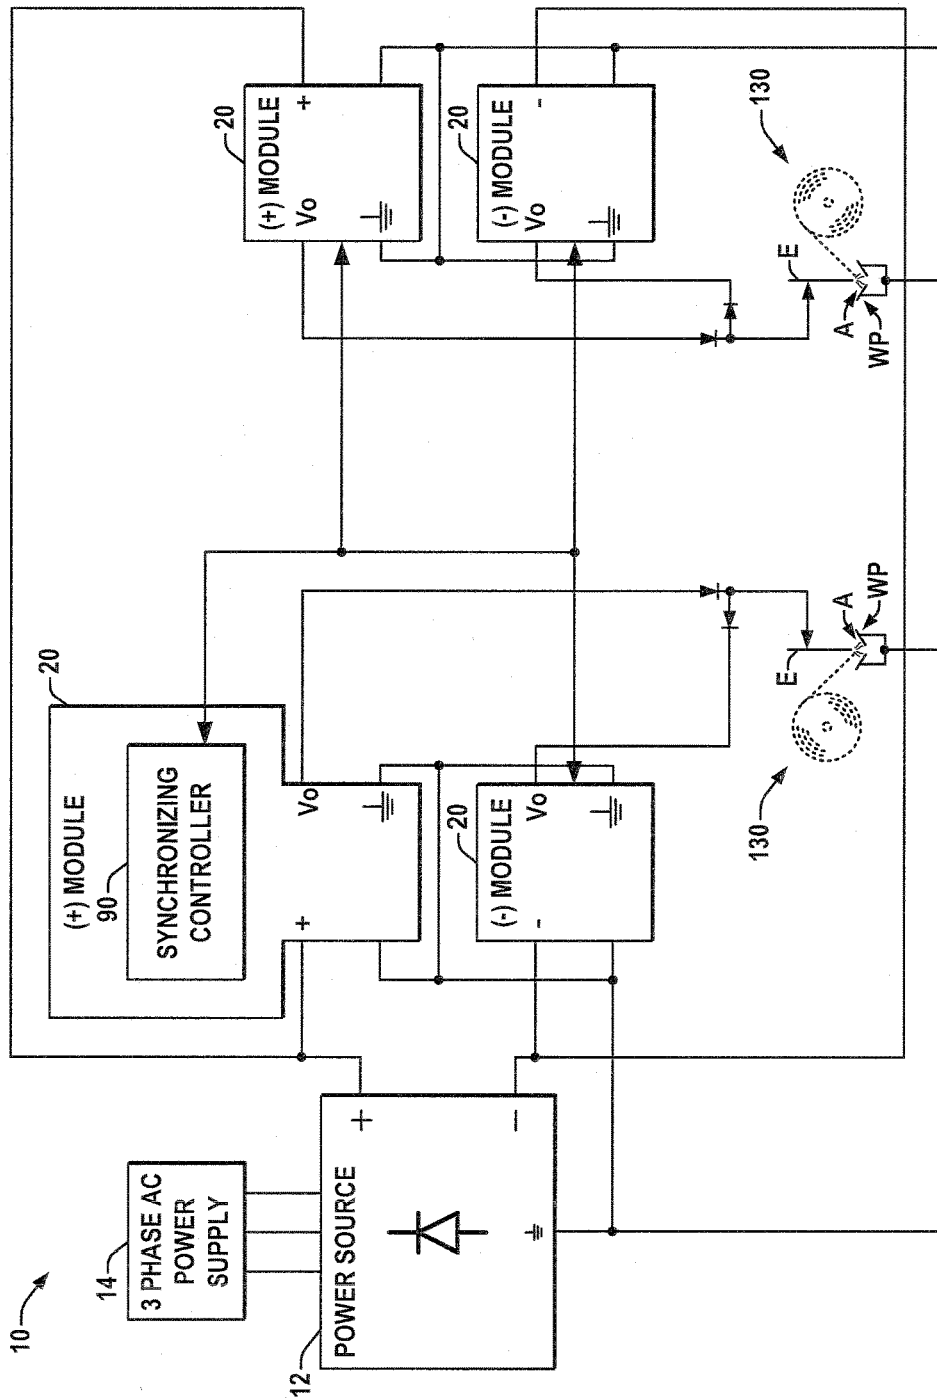 10
14
3 PHASE AC
POWER
SUPPLY
12
POWER SOURCE
+
−
20
(+) MODULE
90
SYNCHRONIZING
CONTROLLER
+
Vo
20
(-) MODULE
-
Vo
130
E
A
WP
20
(+) MODULE
Vo
+
20
(-) MODULE
Vo
-
130
E
A
WP